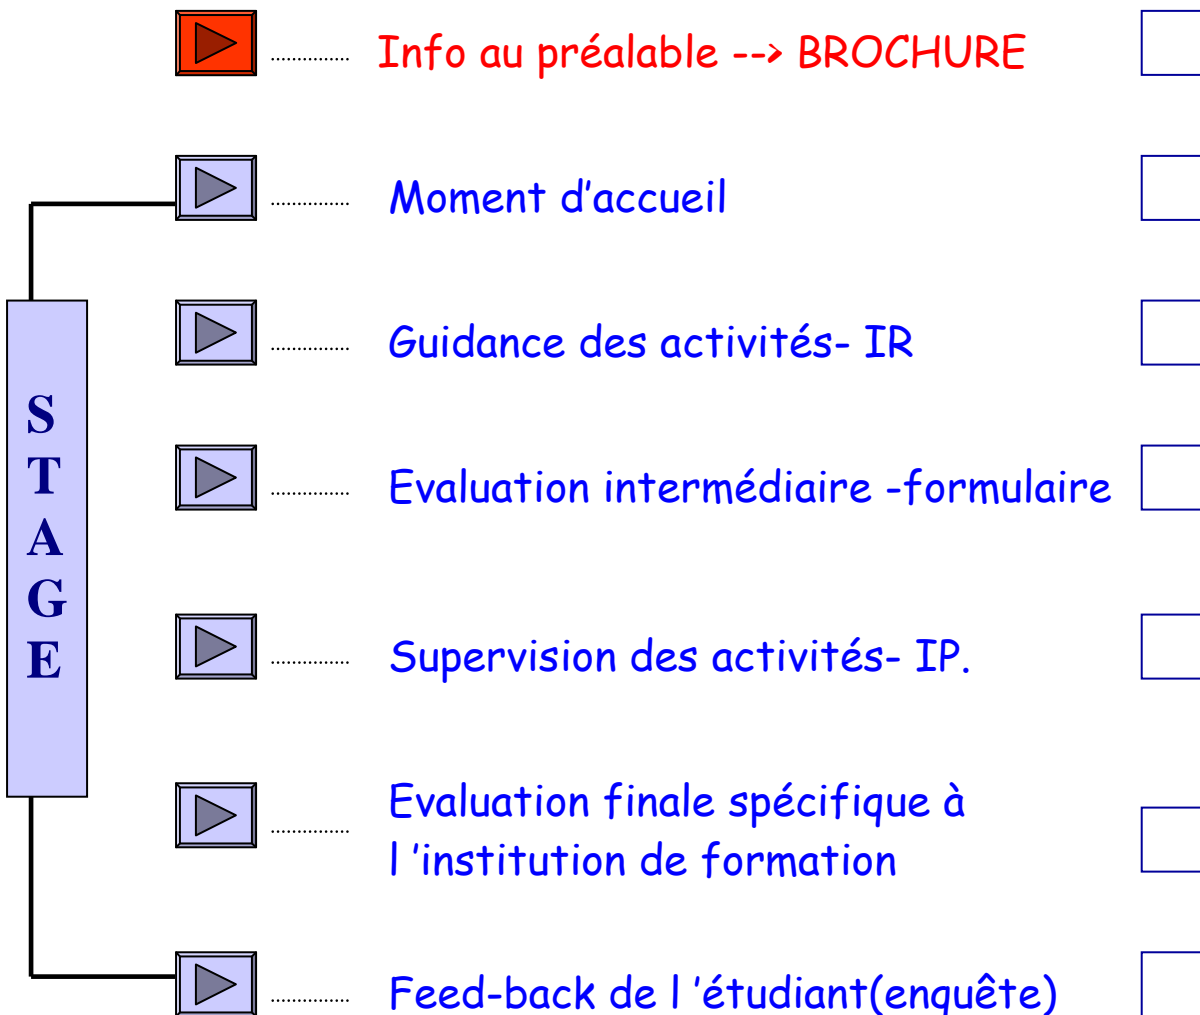 Info au préalable --> BROCHURE
Moment d’accueil
Guidance des activités- IR
S
T
A
G
E
Evaluation intermédiaire -formulaire
Supervision des activités- IP.
Evaluation finale spécifique à
l ’institution de formation
Feed-back de l ’étudiant(enquête)